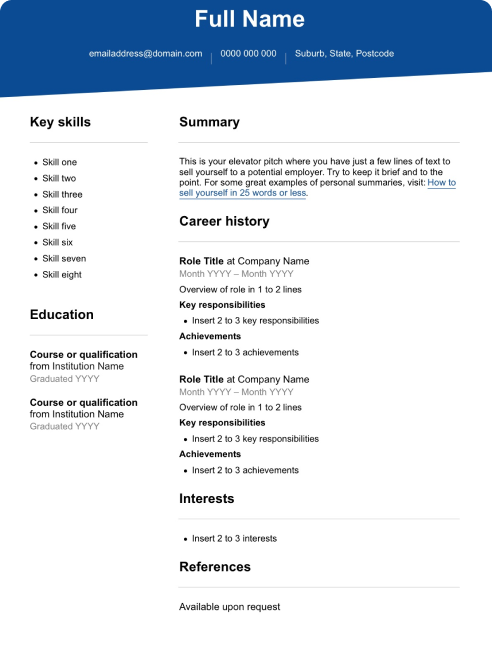 Full Name
emailaddress@domain.com
0000 000 000
Suburb, State, Postcode
Key skills
Skill one
Skill two
Skill three
Skill four
Skill five
Skill six
Skill seven
Skill eight
Education
Course or qualification
from Institution Name
Graduated YYYY
Course or qualification
from Institution Name
Graduated YYYY
Summary
This is your elevator pitch where you have just a few lines of text to
sell yourself to a potential employer. Try to keep it brief and to the
point. For some great examples of personal summaries, visit: How to
sell yourself in 25 words or less.
Career history
Role Title at Company Name
Month YYYY – Month YYYY
Overview of role in 1 to 2 lines
Key responsibilities
Insert 2 to 3 key responsibilities
Achievements
Insert 2 to 3 achievements
Role Title at Company Name
Month YYYY – Month YYYY
Overview of role in 1 to 2 lines
Key responsibilities
Insert 2 to 3 key responsibilities
Achievements
Insert 2 to 3 achievements
Interests
Insert 2 to 3 interests
References
Available upon request